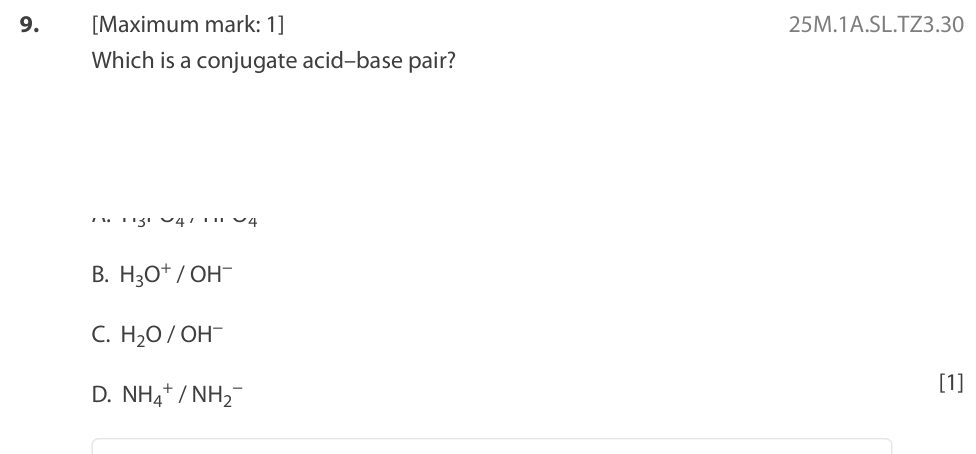 9. [Maximum mark: 1] 25M.1A.SL.TZ3.30
Which is a conjugate acid–base pair?
B. H₃O⁺ / OH⁻
C. H₂O / OH⁻
D. NH₄⁺ / NH₂⁻
[1]